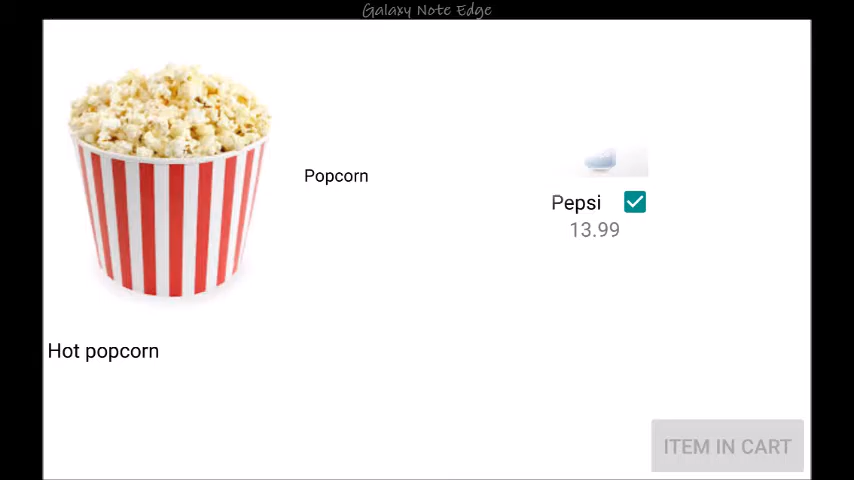 Galaxy Note Edge
Popcorn
Pepsi
13.99
Hot popcorn
ITEM IN CART